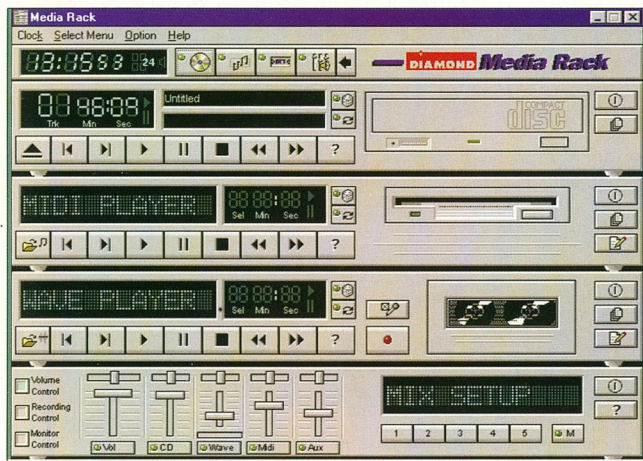 Media Rack
Clock Select Menu Option Help
24
DIAMOND Media Rack
Untitled
Trk Min Sec
COMPACT
disc
?
MIDI PLAYER
Sel Min Sec
?
WAVE PLAYER
Sel Min Sec
?
Volume
Control
Recording
Control
Monitor
Control
Vol CD Wave Midi Aux
MIX SETUP
1 2 3 4 5 M
?